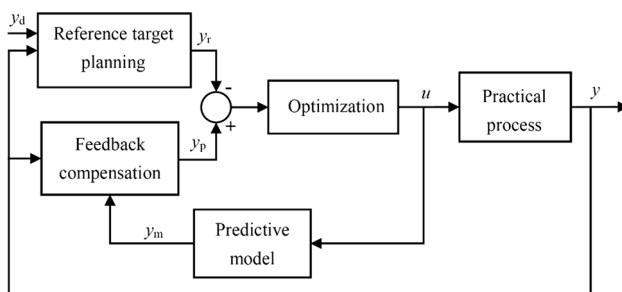 yd
Reference target
planning
yr
-
+
Optimization
u
Practical
process
y
Feedback
compensation
yp
ym
Predictive
model